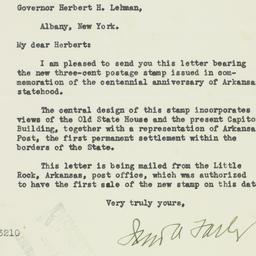 Governor Herbert H. Lehman,
Albany, New York.
My dear Herbert:
I am pleased to send you this letter bearing
the new three-cent postage stamp issued in com-
memoration of the centennial anniversary of Arkansas
statehood.
The central design of this stamp incorporates
views of the Old State House and the present Capito
Building, together with a representation of Arkansa
Post, the first permanent settlement within the
borders of the State.
This letter is being mailed from the Little
Rock, Arkansas, post office, which was authorized
to have the first sale of the new stamp on this dat
Very truly yours,
3210